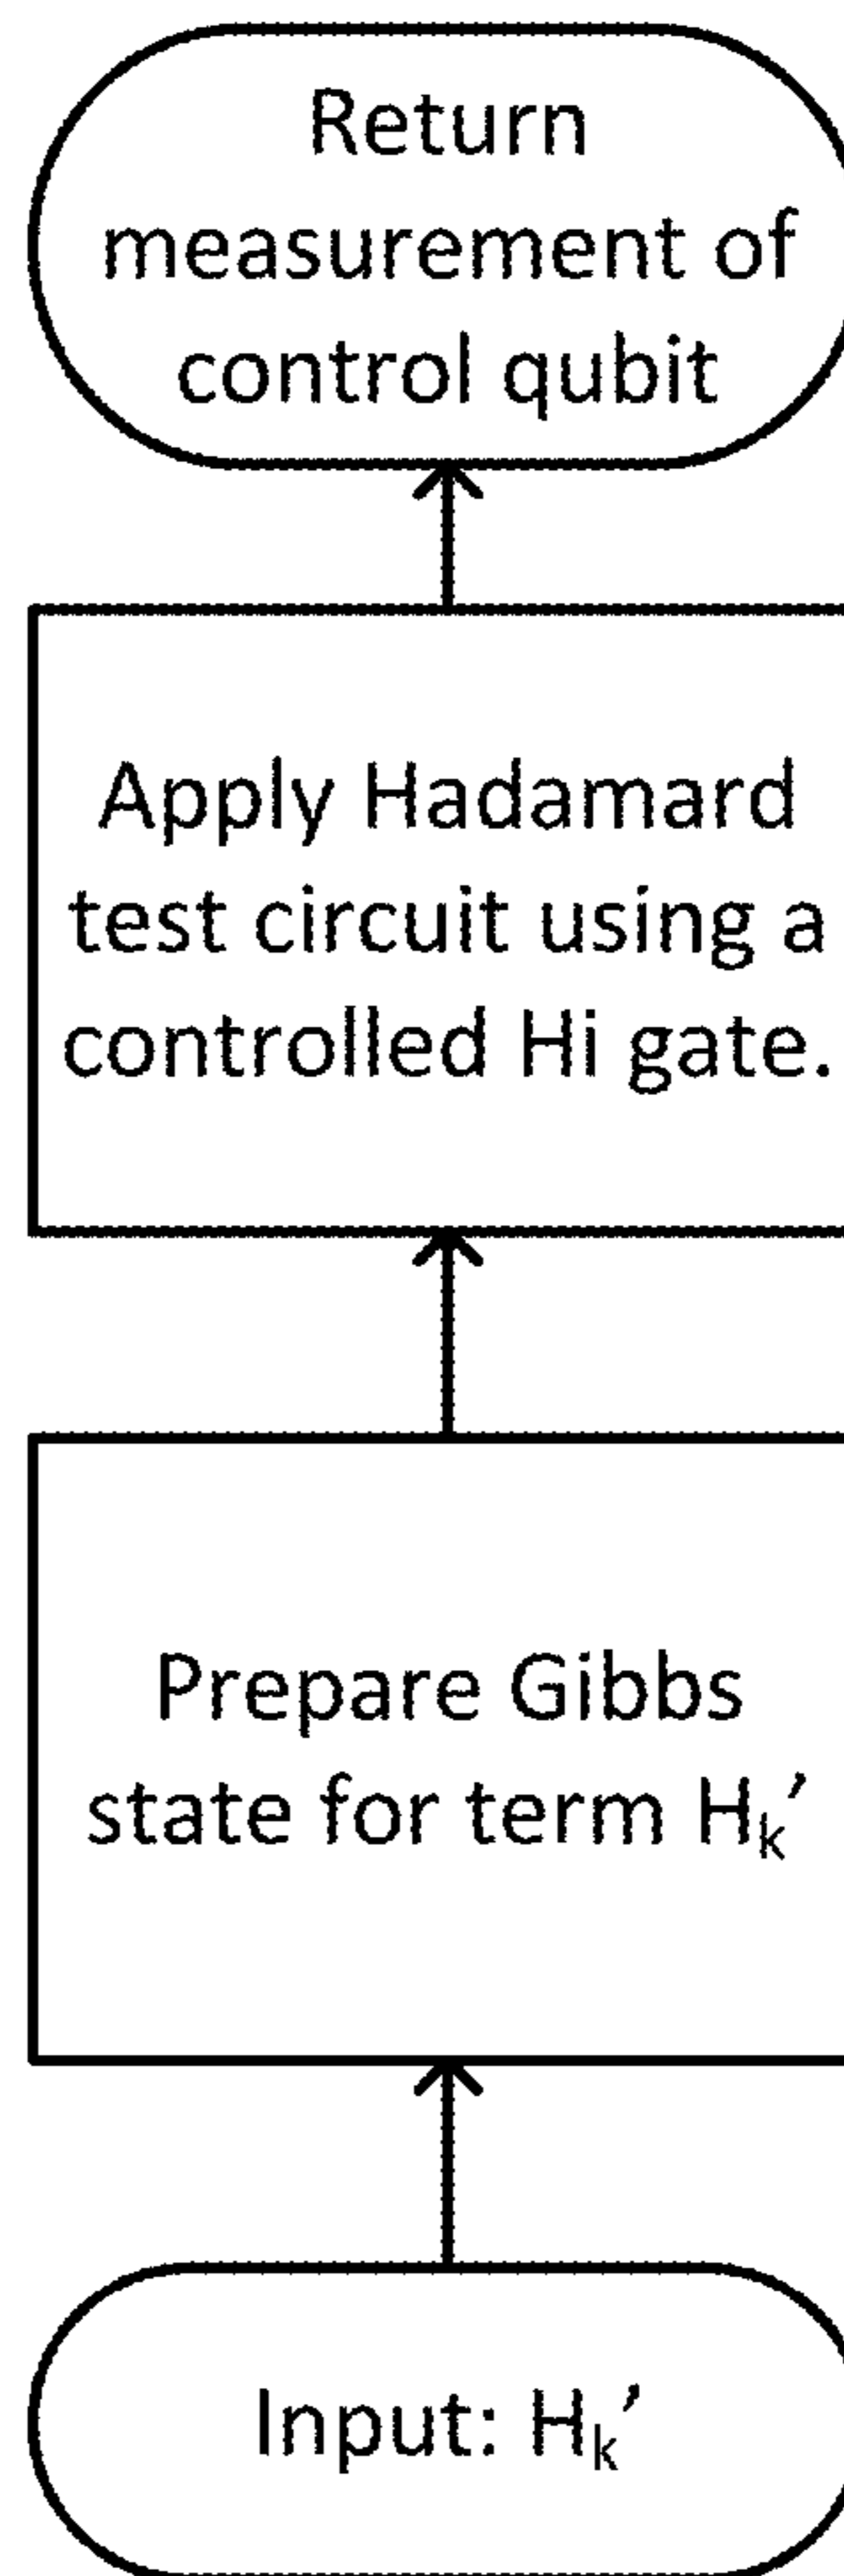 Return
measurement of
control qubit
Apply Hadamard
test circuit using a
controlled Hi gate.
Prepare Gibbs
state for term Hₖ’
Input: Hₖ’